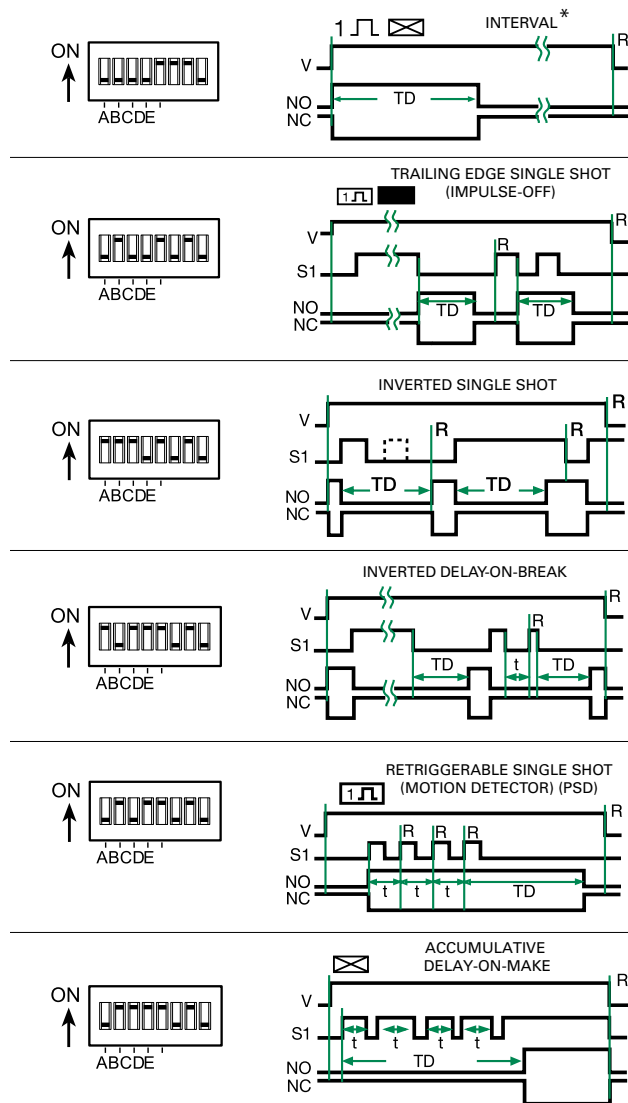 INTERVAL*
1
R
ON
V
NO
TD
NC
ABCDE
TRAILING EDGE SINGLE SHOT
(IMPULSE-OFF)
1
R
ON
V
R
S1
NO
TD
TD
NC
ABCDE
INVERTED SINGLE SHOT
R
ON
V
R
R
S1
NO
TD
TD
NC
ABCDE
INVERTED DELAY-ON-BREAK
R
ON
V
R
S1
TD
t
TD
NO
NC
ABCDE
RETRIGGERABLE SINGLE SHOT
(MOTION DETECTOR) (PSD)
1
R
ON
V
R
R
R
S1
NO
t
t
t
TD
NC
ABCDE
ACCUMULATIVE
DELAY-ON-MAKE
R
ON
V
S1
t
t
t
t
TD
NO
NC
ABCDE